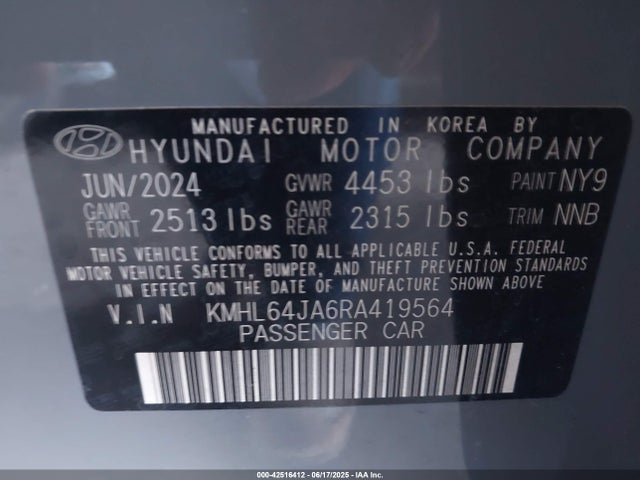 MANUFACTURED IN KOREA BY
HYUNDAI MOTOR COMPANY
JUN/2024 GVWR 4453 lbs PAINT NY9
GAWR FRONT 2513 lbs GAWR REAR 2315 lbs TRIM NNB
THIS VEHICLE CONFORMS TO ALL APPLICABLE U.S.A. FEDERAL
MOTOR VEHICLE SAFETY, BUMPER, AND THEFT PREVENTION STANDARDS
IN EFFECT ON THE DATE OF MANUFACTURE SHOWN ABOVE
V.I.N KMHL64JA6RA419564
PASSENGER CAR
000-42516412 - 06/17/2025 - IAA Inc.